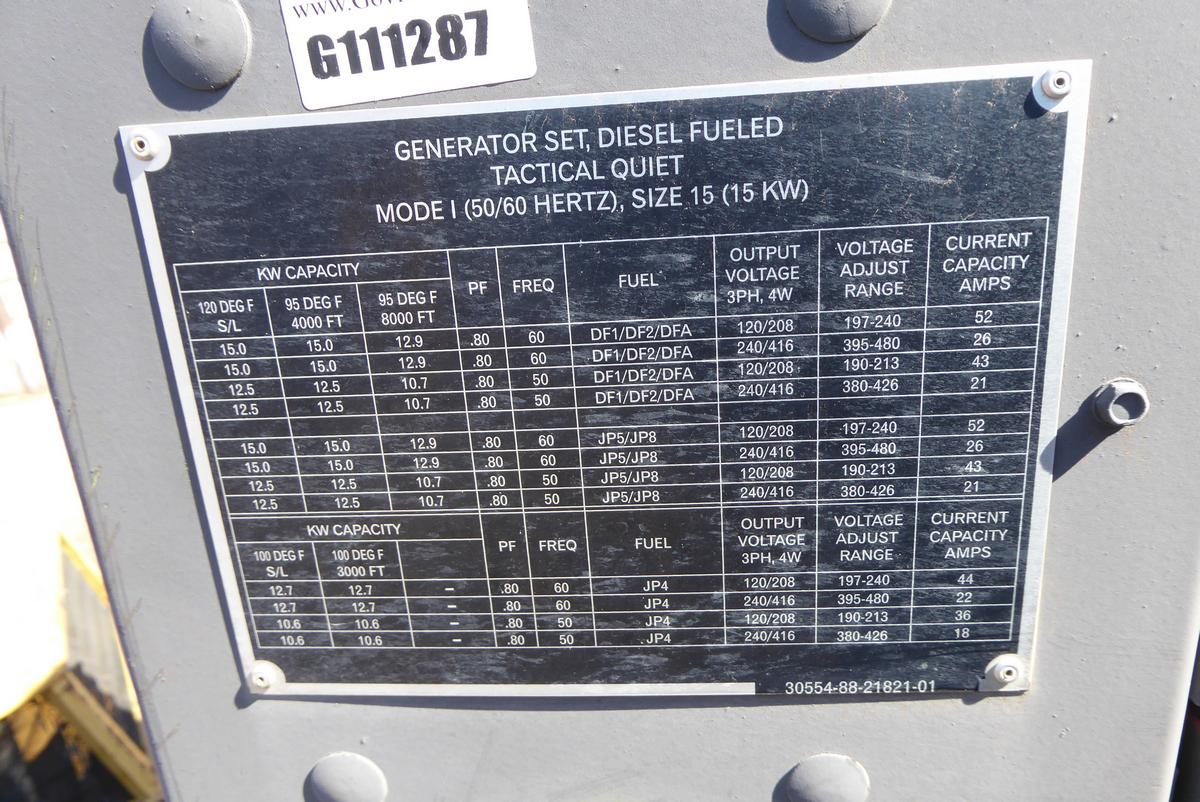 www.Gov
G111287
GENERATOR SET, DIESEL FUELED
TACTICAL QUIET
MODE I (50/60 HERTZ), SIZE 15 (15 KW)
KW CAPACITY PF FREQ FUEL OUTPUT VOLTAGE 3PH, 4W VOLTAGE ADJUST RANGE CURRENT CAPACITY AMPS
120 DEG F S/L 95 DEG F 4000 FT 95 DEG F 8000 FT
15.0 15.0 12.9 .80 60 DF1/DF2/DFA 120/208 197-240 52
15.0 15.0 12.9 .80 60 DF1/DF2/DFA 240/416 395-480 26
12.5 12.5 10.7 .80 50 DF1/DF2/DFA 120/208 190-213 43
12.5 12.5 10.7 .80 50 DF1/DF2/DFA 240/416 380-426 21
15.0 15.0 12.9 .80 60 JP5/JP8 120/208 197-240 52
15.0 15.0 12.9 .80 60 JP5/JP8 240/416 395-480 26
12.5 12.5 10.7 .80 50 JP5/JP8 120/208 190-213 43
12.5 12.5 10.7 .80 50 JP5/JP8 240/416 380-426 21
KW CAPACITY PF FREQ FUEL OUTPUT VOLTAGE 3PH, 4W VOLTAGE ADJUST RANGE CURRENT CAPACITY AMPS
100 DEG F S/L 100 DEG F 3000 FT
12.7 12.7 – .80 60 JP4 120/208 197-240 44
12.7 12.7 – .80 60 JP4 240/416 395-480 22
10.6 10.6 – .80 50 JP4 120/208 190-213 36
10.6 10.6 – .80 50 JP4 240/416 380-426 18
30554-88-21821-01